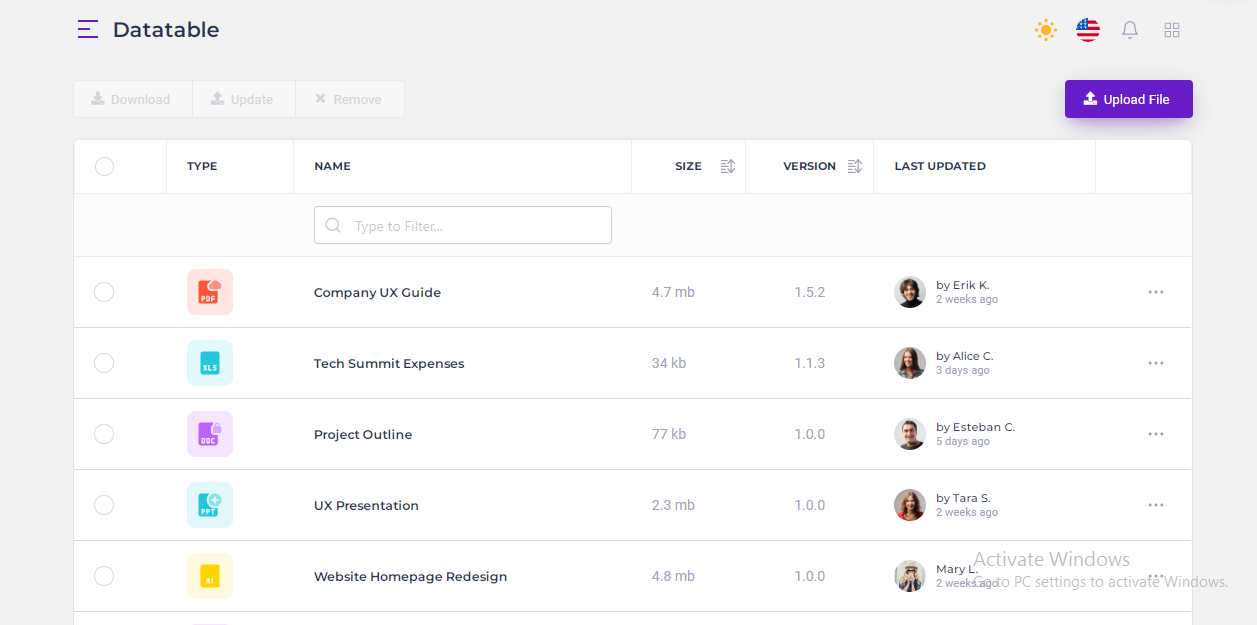 Datatable
Download Update Remove
Upload File
TYPE NAME SIZE VERSION LAST UPDATED
Type to Filter...
PDF Company UX Guide 4.7 mb 1.5.2 by Erik K.
2 weeks ago
XLS Tech Summit Expenses 34 kb 1.1.3 by Alice C.
3 days ago
DOC Project Outline 77 kb 1.0.0 by Esteban C.
5 days ago
PPT UX Presentation 2.3 mb 1.0.0 by Tara S.
2 weeks ago
AI Website Homepage Redesign 4.8 mb 1.0.0 Mary L.
2 weeks ago
Activate Windows
Go to PC settings to activate Windows.